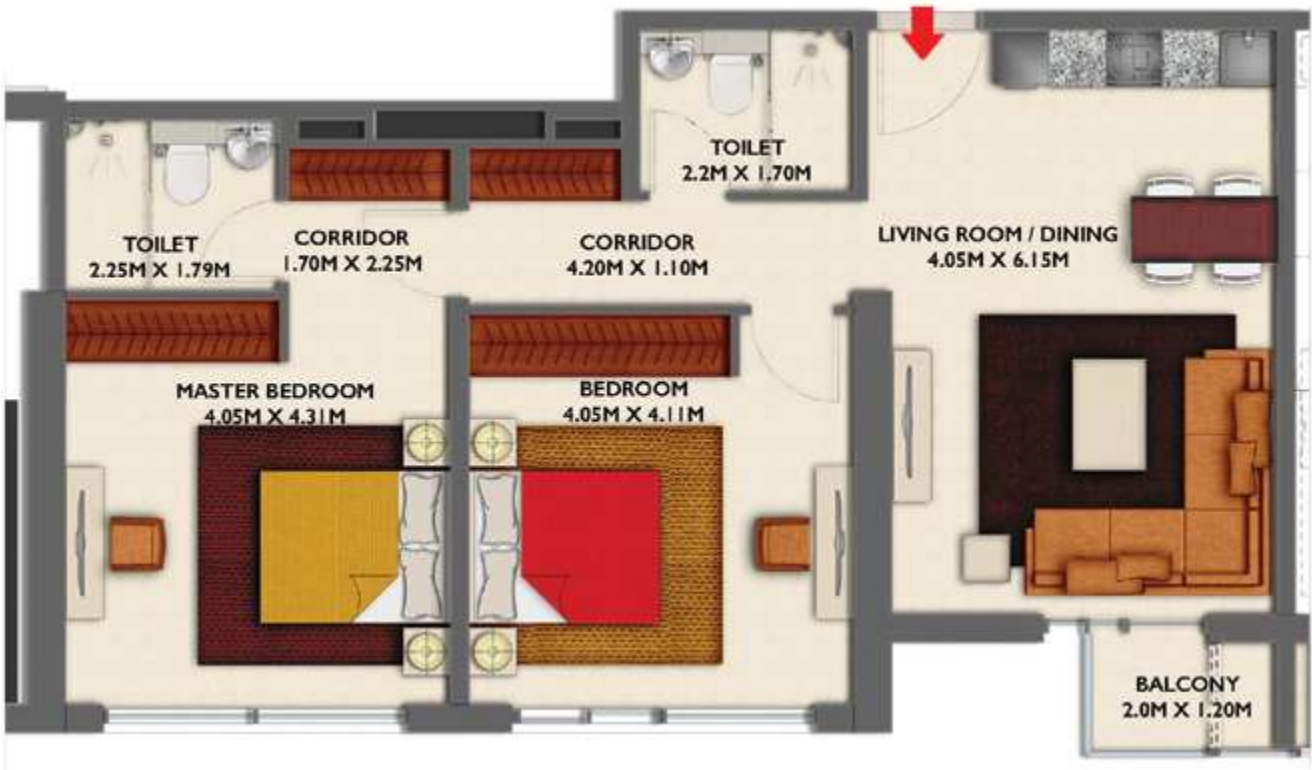 TOILET
2.2M X 1.70M
TOILET
2.25M X 1.79M
CORRIDOR
1.70M X 2.25M
CORRIDOR
4.20M X 1.10M
LIVING ROOM / DINING
4.05M X 6.15M
MASTER BEDROOM
4.05M X 4.31M
BEDROOM
4.05M X 4.11M
BALCONY
2.0M X 1.20M